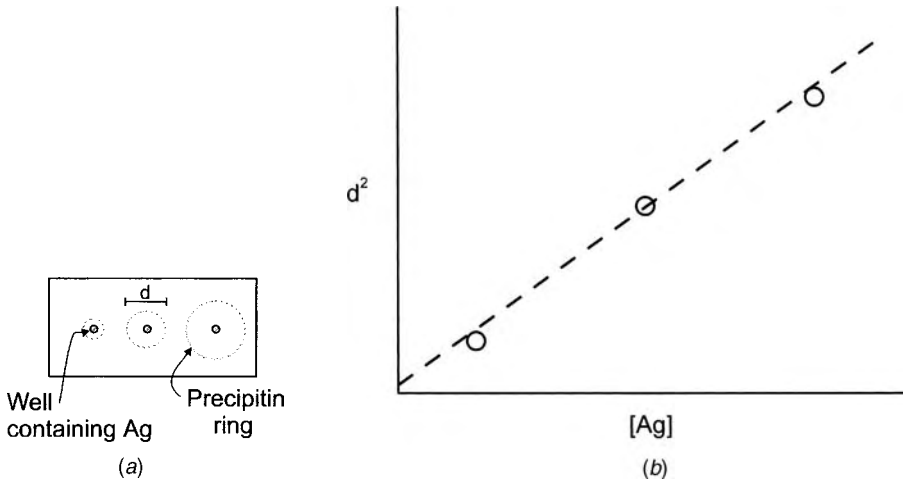 d
Well
containing Ag
Precipitin
ring
(a)
d²
[Ag]
(b)